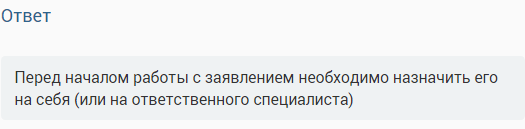 Ответ
Перед началом работы с заявлением необходимо назначить его
на себя (или на ответственного специалиста)